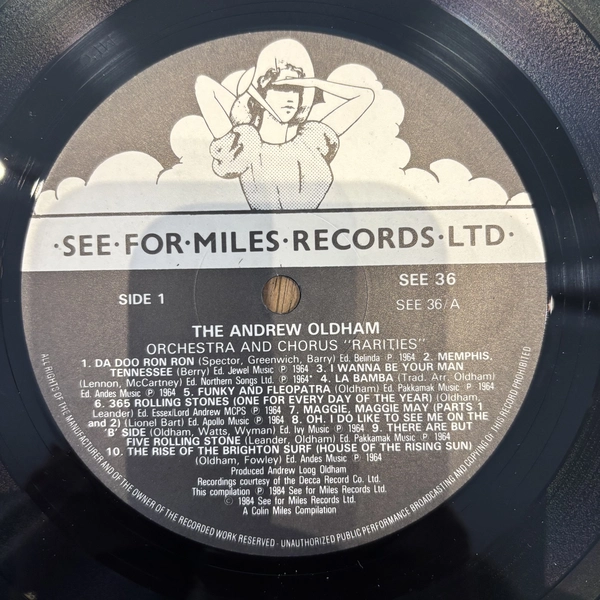 ·SEE·FOR·MILES·RECORDS·LTD·
SIDE 1
SEE 36
SEE 36/A
THE ANDREW OLDHAM
ORCHESTRA AND CHORUS "RARITIES"
1. DA DOO RON RON (Spector, Greenwich, Barry) Ed. Belinda ℗ 1964 2. MEMPHIS,
TENNESSEE (Berry) Ed. Jewel Music ℗ 1964 3. I WANNA BE YOUR MAN
(Lennon, McCartney) Ed. Northern Songs Ltd. ℗ 1964* 4. LA BAMBA (Trad. Arr. Oldham)
Ed. Andes Music ℗ 1964 5. FUNKY AND FLEOPATRA (Oldham) Ed. Pakkamak Music ℗ 1964
6. 365 ROLLING STONES (ONE FOR EVERY DAY OF THE YEAR) (Oldham,
Leander) Ed. Essex/Lord Andrew MCPS ℗ 1964 7. MAGGIE, MAGGIE MAY (PARTS 1
and 2) (Lionel Bart) Ed. Apollo Music ℗ 1964 8. OH, I DO LIKE TO SEE ME ON THE
'B' SIDE (Oldham, Watts, Wyman) Ed. Ivy Music ℗ 1964 9. THERE ARE BUT
FIVE ROLLING STONE (Leander, Oldham) Ed. Pakkamak Music ℗ 1964
10. THE RISE OF THE BRIGHTON SURF (HOUSE OF THE RISING SUN)
(Oldham, Fowley) Ed. Andes Music ℗ 1964
Produced Andrew Loog Oldham
Recordings courtesy of the Decca Record Co. Ltd.
This compilation ℗ 1984 See for Miles Records Ltd.
© 1984 See for Miles Records Ltd.
A Colin Miles Compilation
ALL RIGHTS OF THE MANUFACTURER AND OF THE OWNER OF THE RECORDED WORK RESERVED · UNAUTHORIZED PUBLIC PERFORMANCE BROADCASTING AND COPYING OF THIS RECORD PROHIBITED